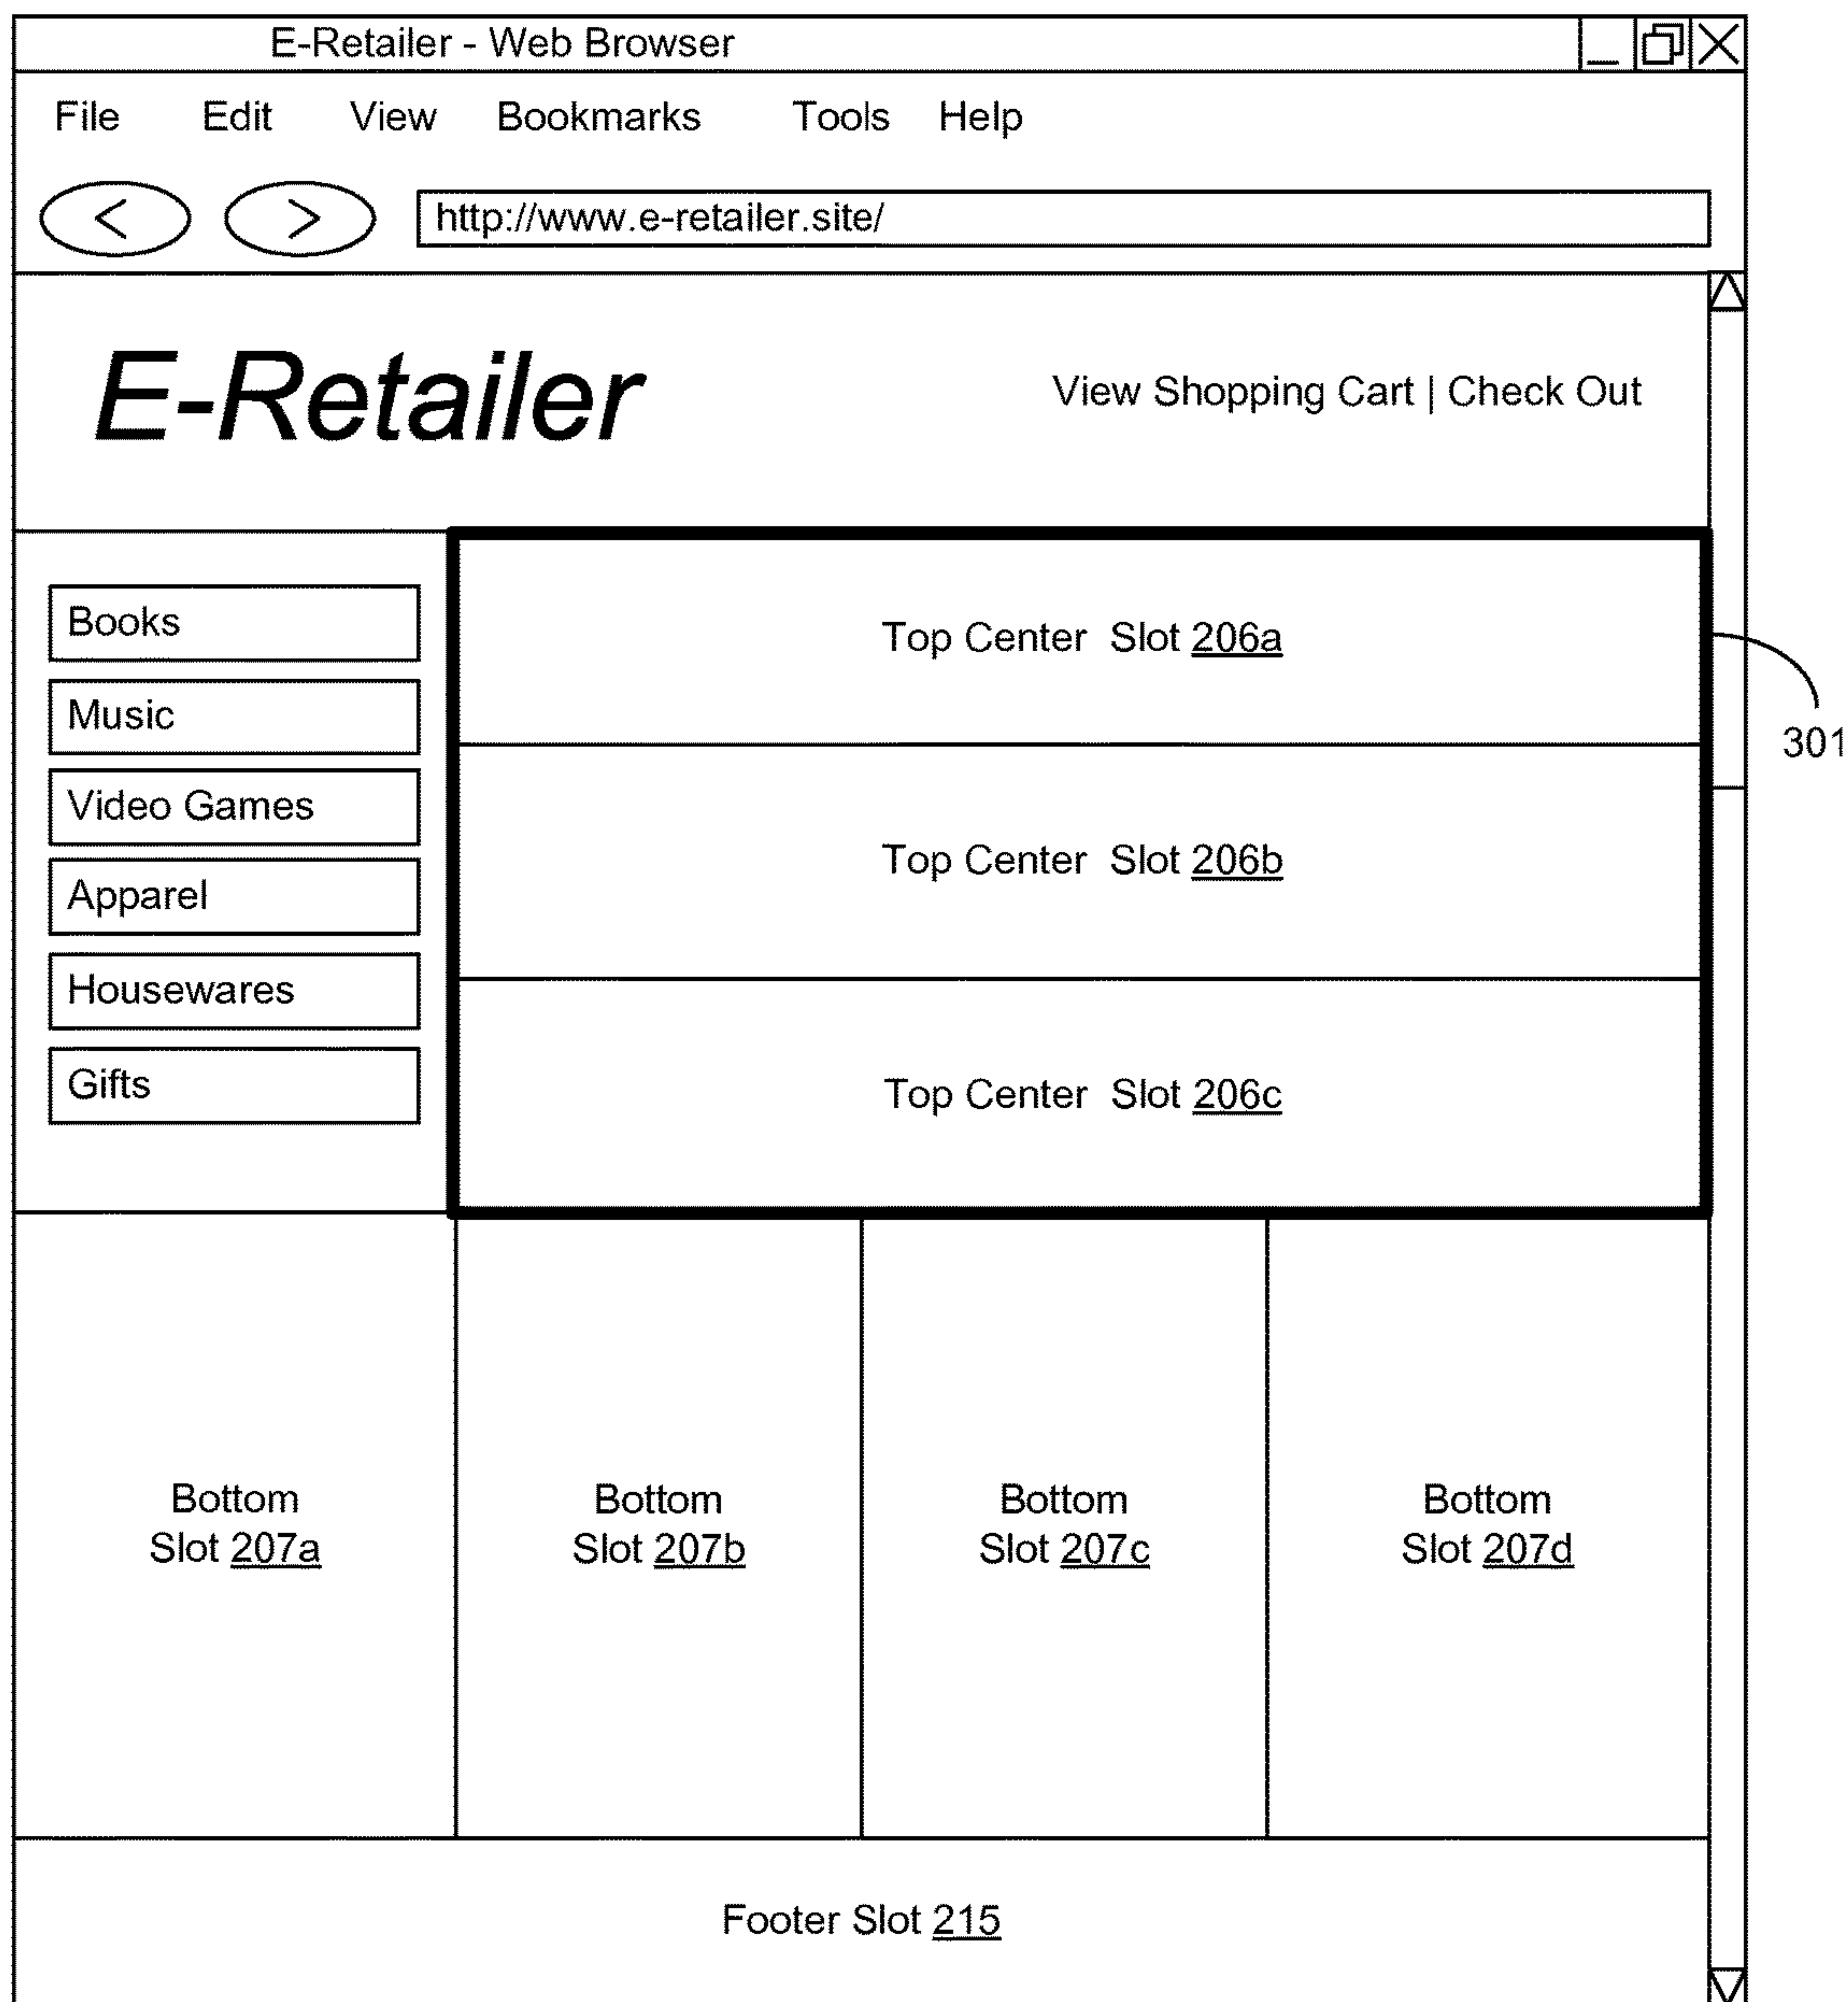 E-Retailer - Web Browser
File Edit View Bookmarks Tools Help
< > http://www.e-retailer.site/
E-Retailer
View Shopping Cart | Check Out
Books
Music
Video Games
Apparel
Housewares
Gifts
Top Center Slot 206a
Top Center Slot 206b
Top Center Slot 206c
301
Bottom
Slot 207a
Bottom
Slot 207b
Bottom
Slot 207c
Bottom
Slot 207d
Footer Slot 215